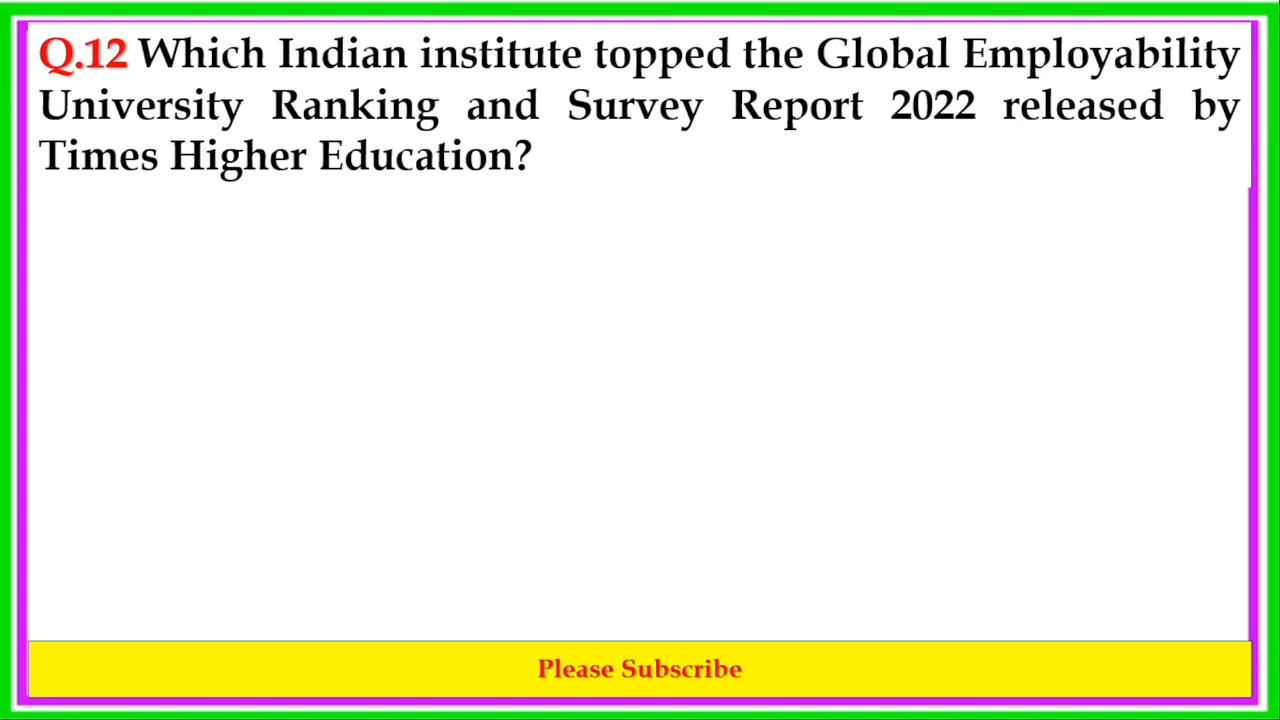 Q.12 Which Indian institute topped the Global Employability
University Ranking and Survey Report 2022 released by
Times Higher Education?
Please Subscribe